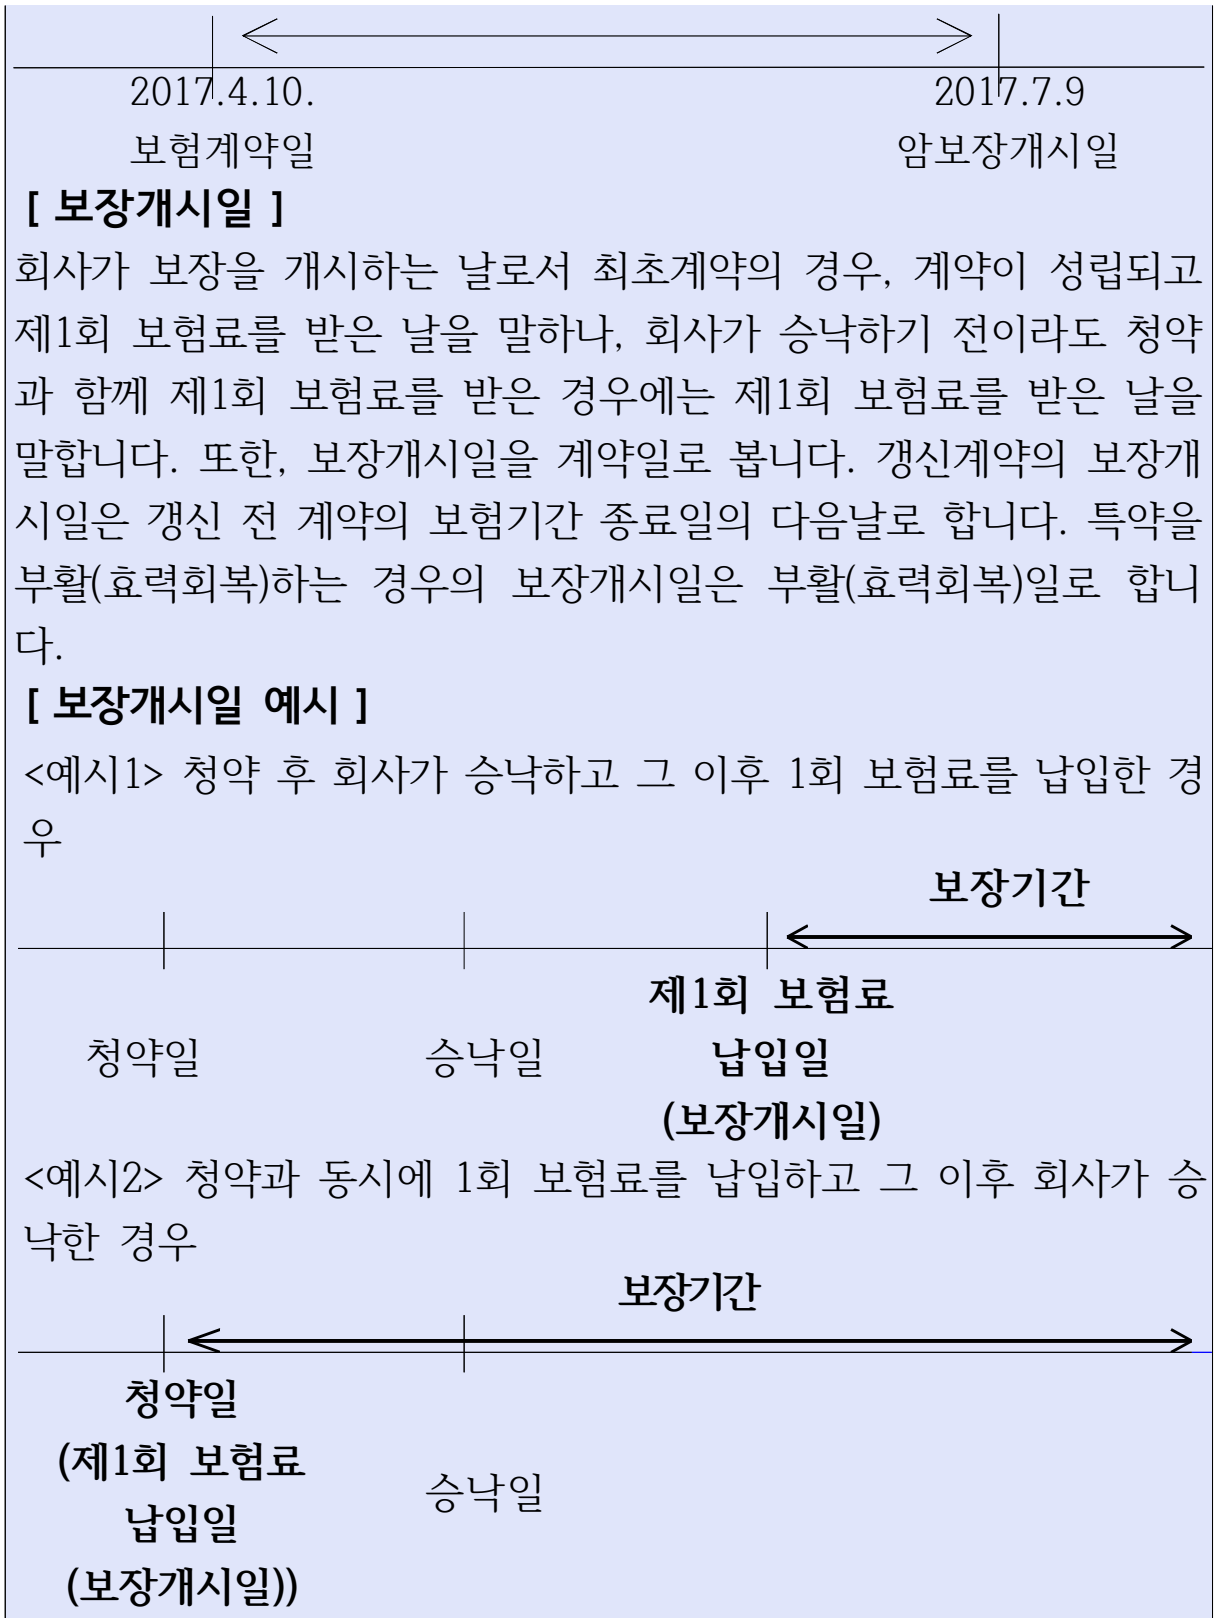 2017.4.10. 2017.7.9
보험계약일 암보장개시일
[ 보장개시일 ]
회사가 보장을 개시하는 날로서 최초계약의 경우, 계약이 성립되고
제1회 보험료를 받은 날을 말하나, 회사가 승낙하기 전이라도 청약
과 함께 제1회 보험료를 받은 경우에는 제1회 보험료를 받은 날을
말합니다. 또한, 보장개시일을 계약일로 봅니다. 갱신계약의 보장개
시일은 갱신 전 계약의 보험기간 종료일의 다음날로 합니다. 특약을
부활(효력회복)하는 경우의 보장개시일은 부활(효력회복)일로 합니
다.
[ 보장개시일 예시 ]
<예시1> 청약 후 회사가 승낙하고 그 이후 1회 보험료를 납입한 경
우
보장기간
제1회 보험료
청약일 승낙일 납입일
(보장개시일)
<예시2> 청약과 동시에 1회 보험료를 납입하고 그 이후 회사가 승
낙한 경우
보장기간
청약일
(제1회 보험료
승낙일
납입일
(보장개시일))